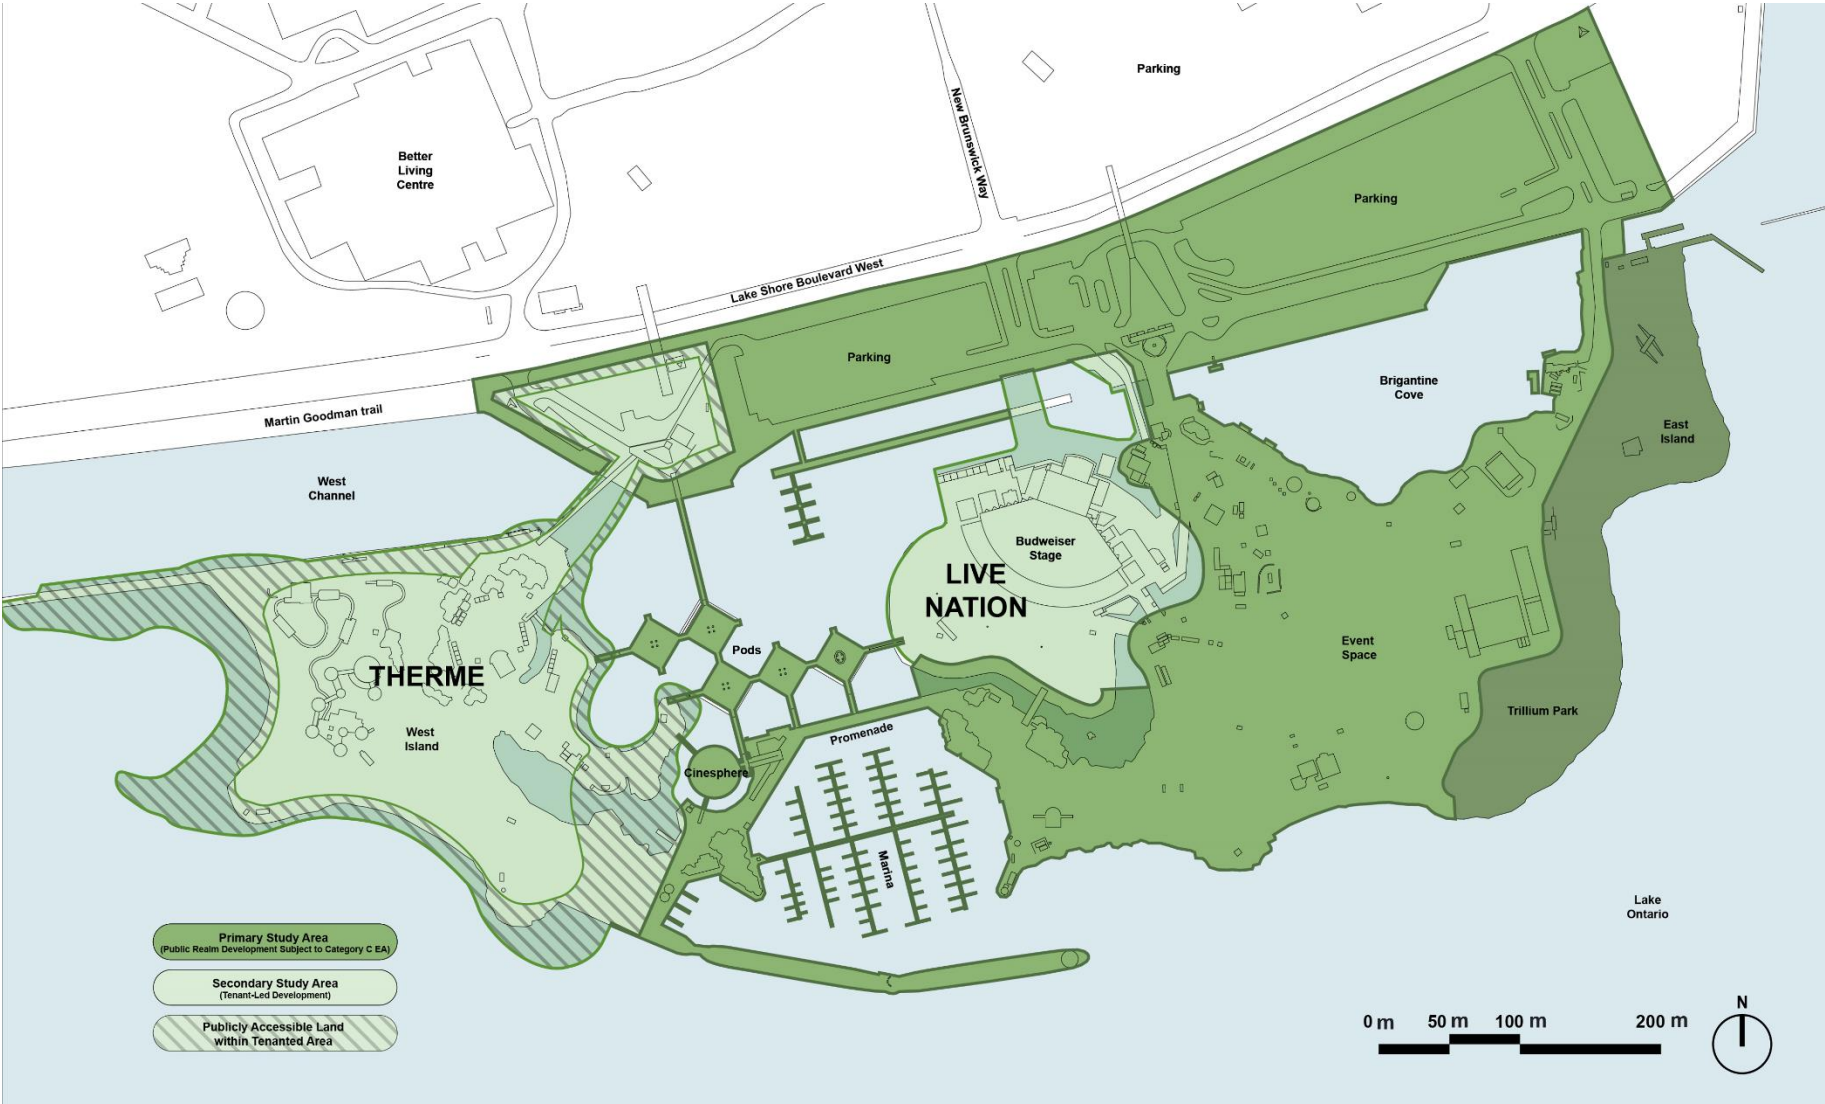 Parking
New Brunswick Way
Better
Living
Centre
Parking
Lake Shore Boulevard West
Parking
Brigantine
Cove
Martin Goodman trail
East
Island
West
Channel
Budweiser
Stage
LIVE
NATION
Event
Space
Pods
THERME
West
Island
Trillium Park
Promenade
Cinesphere
Marina
Lake
Ontario
Primary Study Area
(Public Realm Development Subject to Category C EA)
Secondary Study Area
(Tenant-Led Development)
Publicly Accessible Land
within Tenanted Area
N
0 m 50 m 100 m 200 m